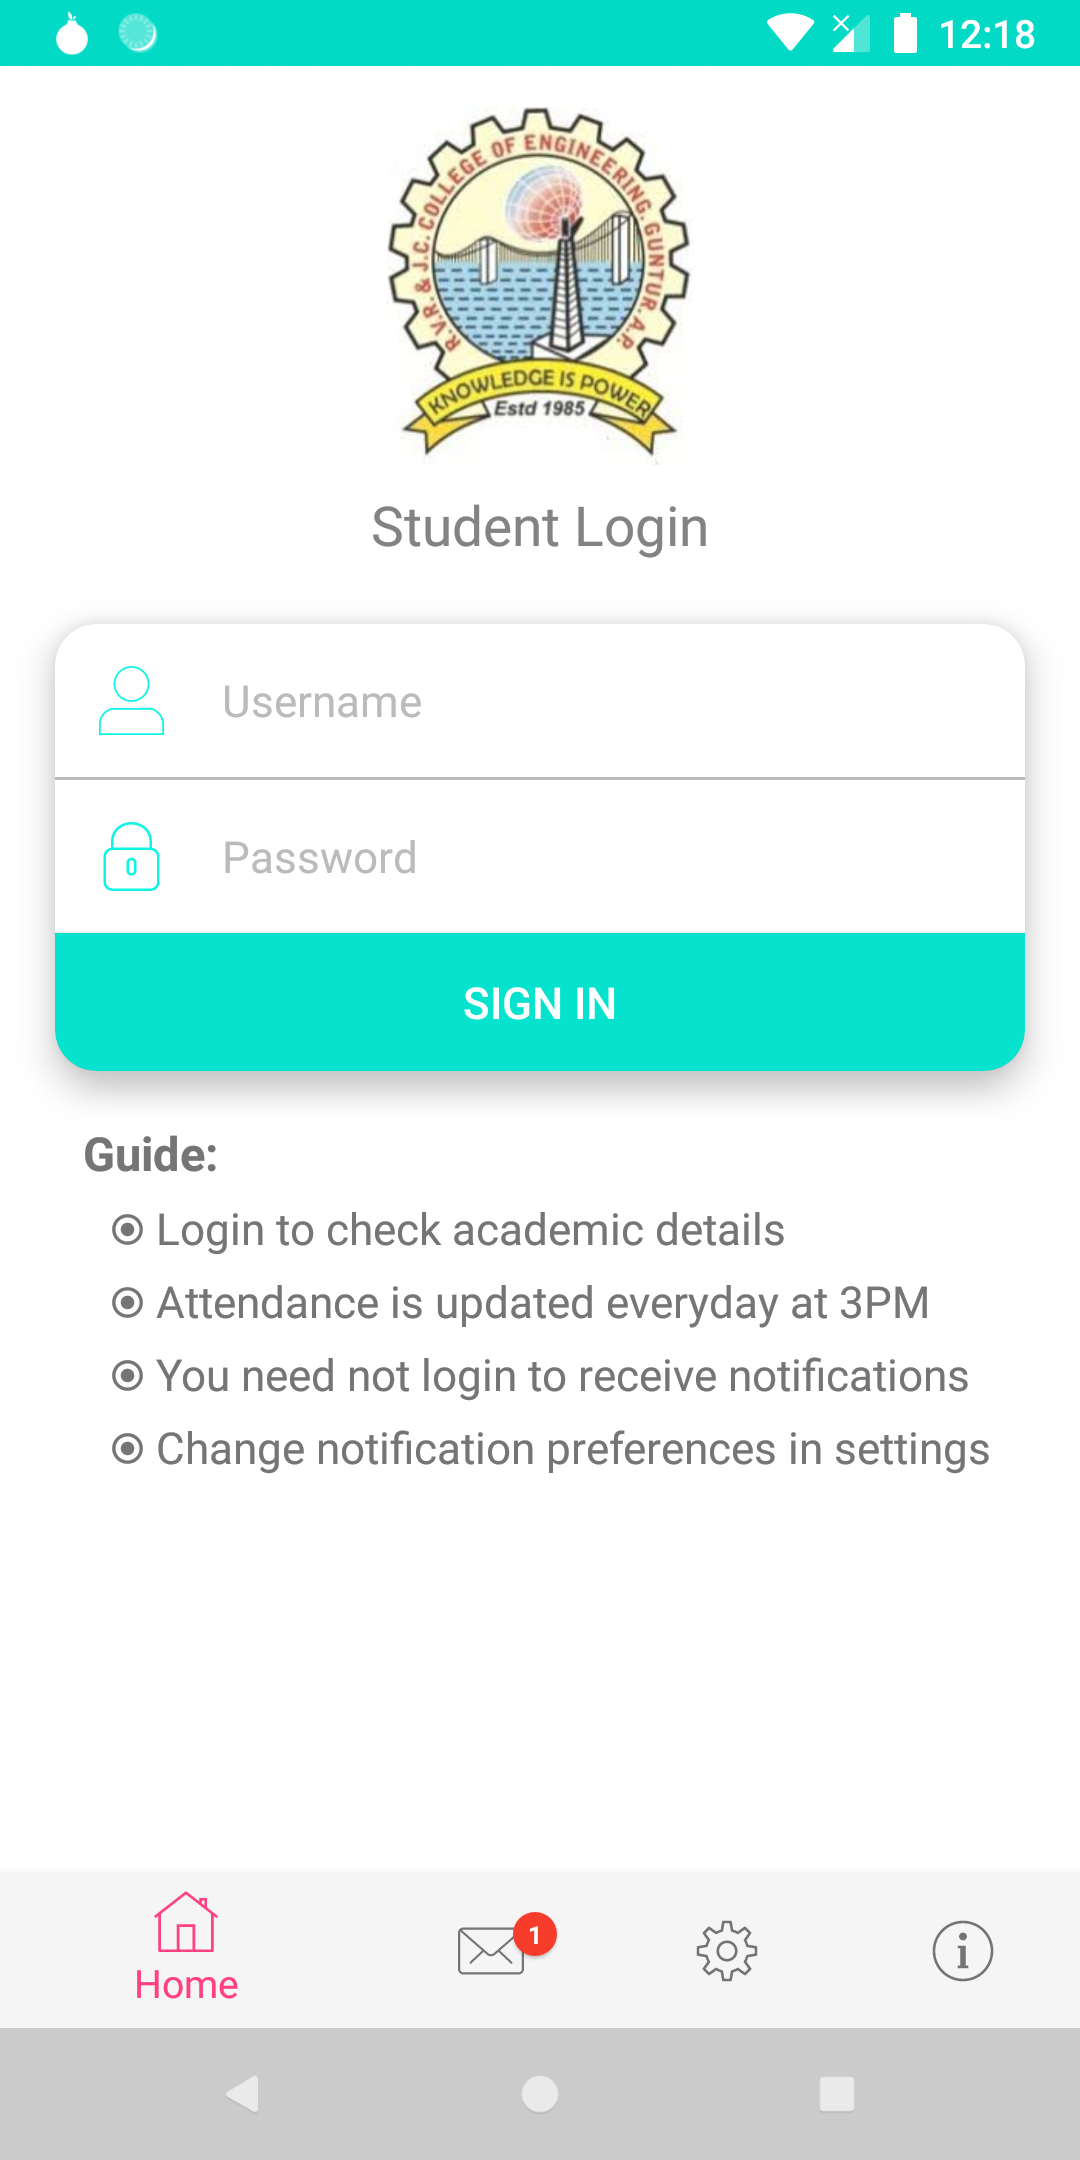 12:18
R.V.R. & J.C. COLLEGE OF ENGINEERING. GUNTUR. A.P.
KNOWLEDGE IS POWER
Estd 1985
Student Login
Username
Password
SIGN IN
Guide:
Login to check academic details
Attendance is updated everyday at 3PM
You need not login to receive notifications
Change notification preferences in settings
1
Home